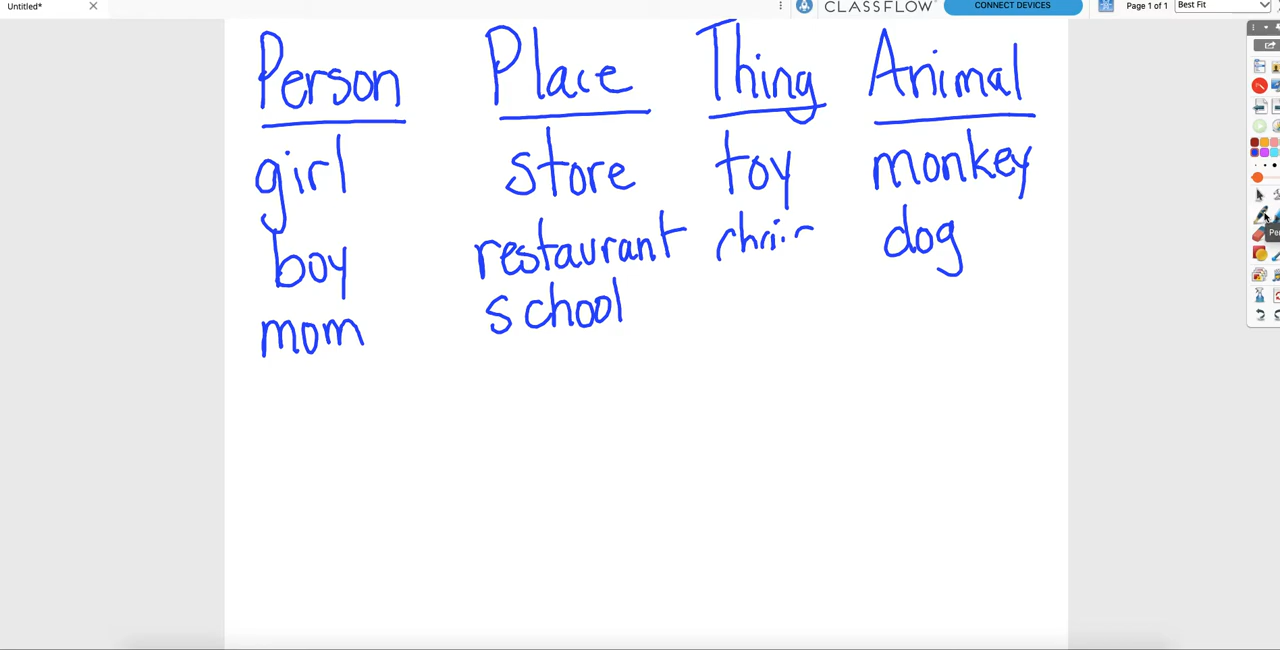 Untitled*
CLASSFLOW
CONNECT DEVICES
Page 1 of 1
Best Fit
Person Place Thing Animal
girl store toy monkey
boy restaurant chair dog
mom school